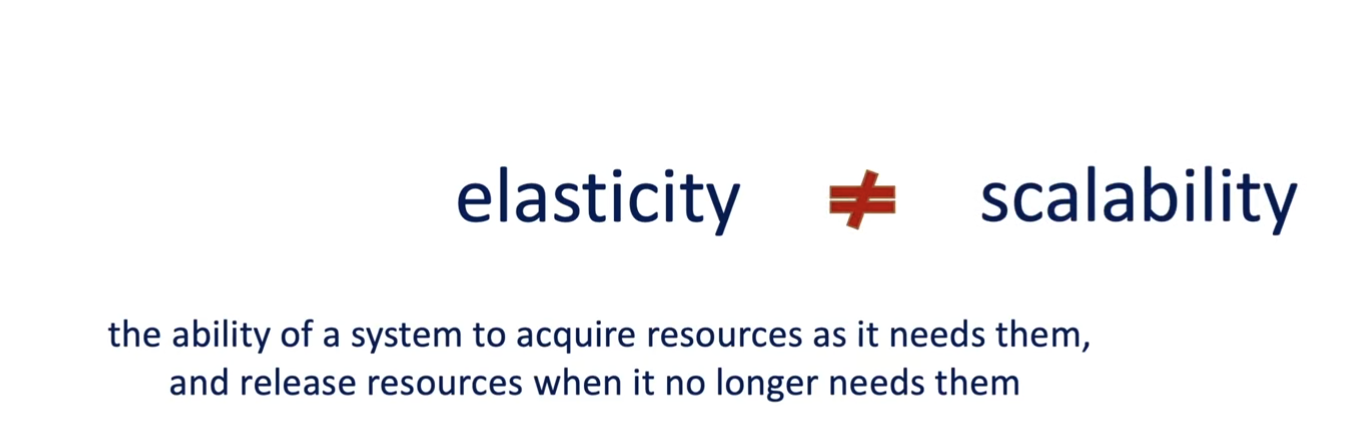 elasticity ≠ scalability
the ability of a system to acquire resources as it needs them,
and release resources when it no longer needs them